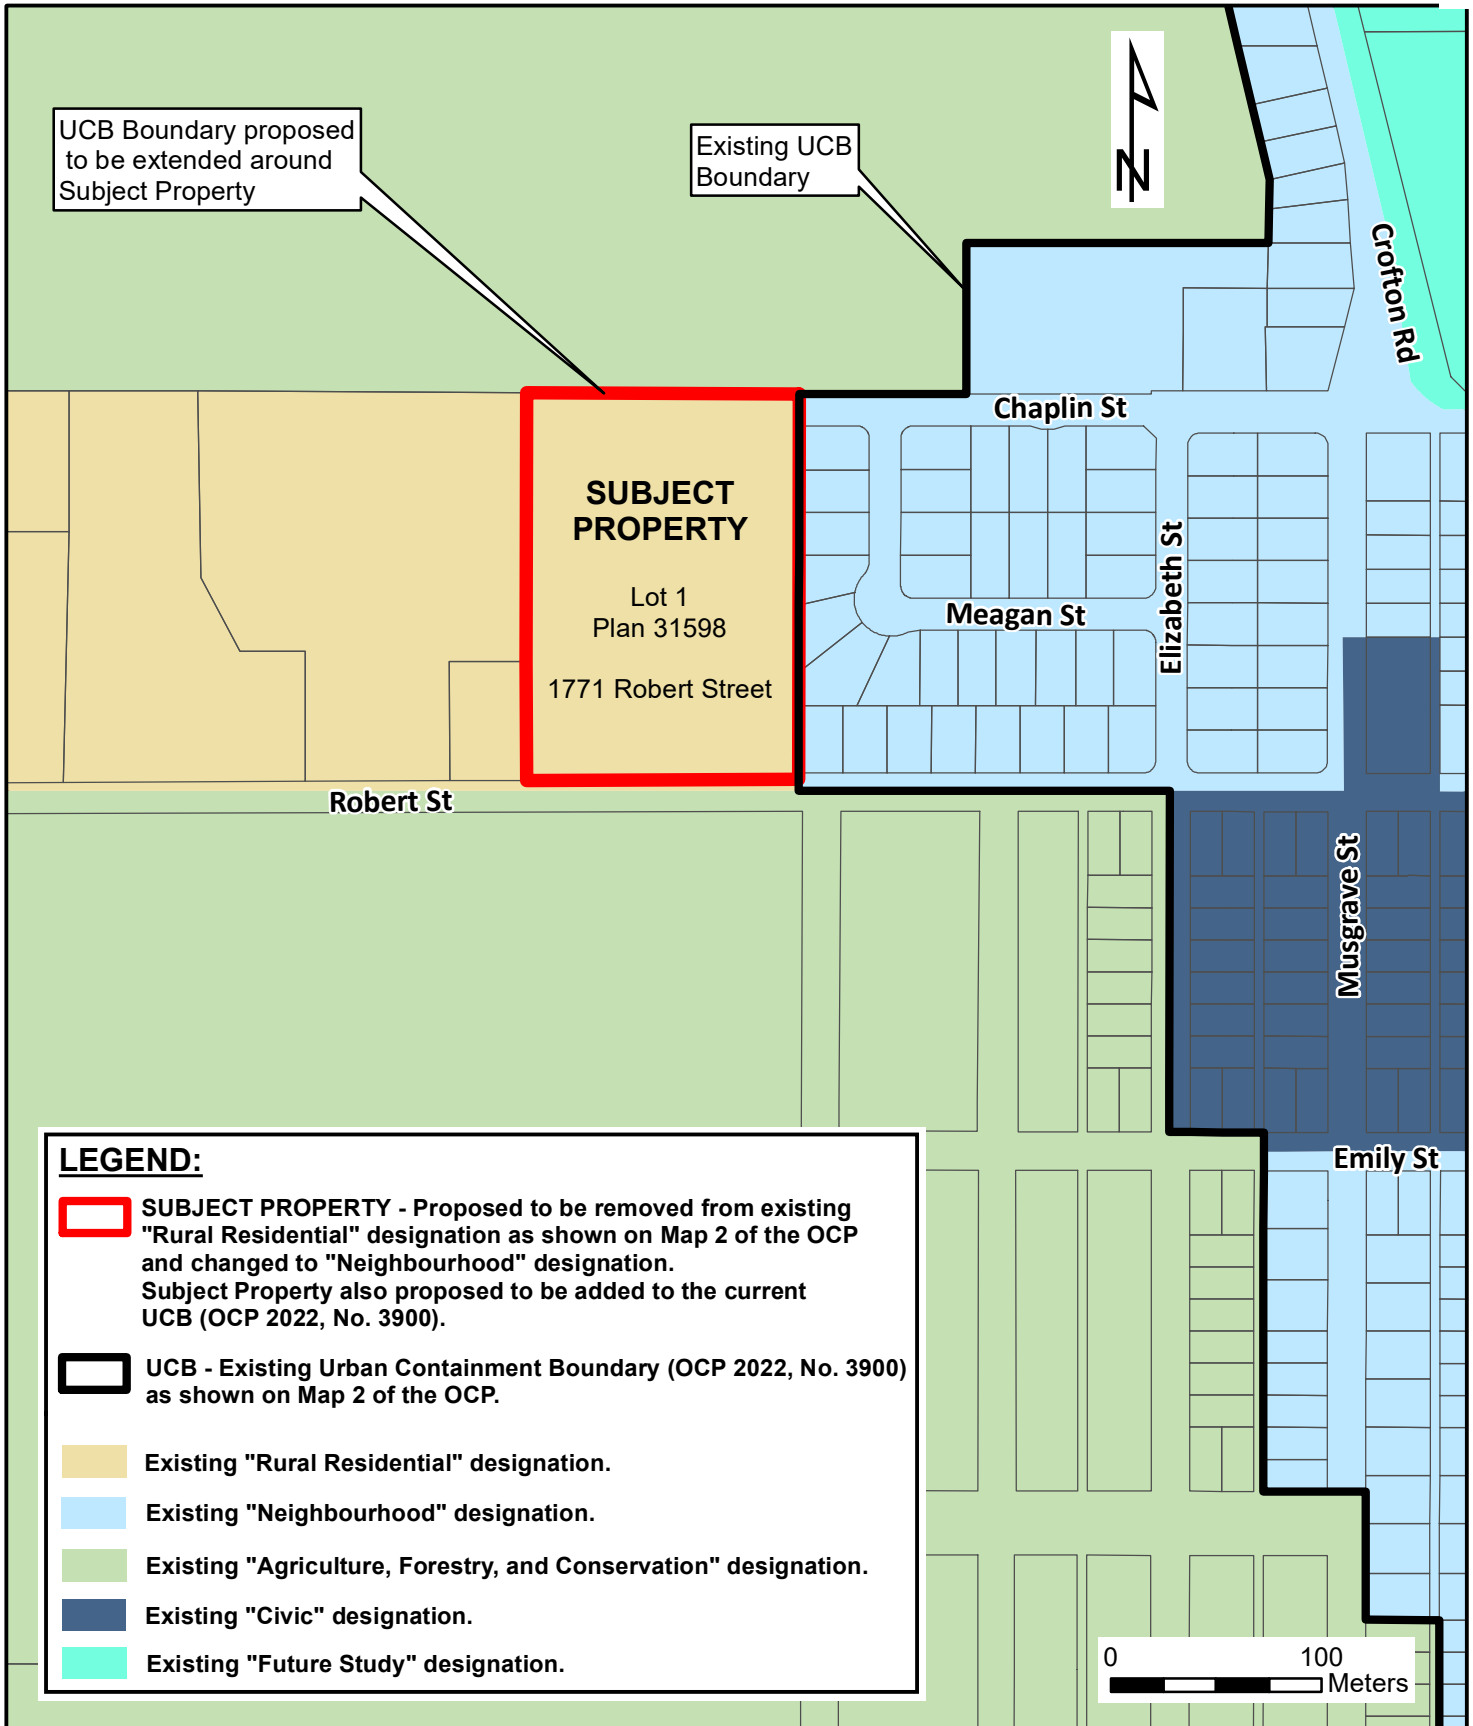 UCB Boundary proposed
to be extended around
Subject Property
Existing UCB
Boundary
N
Crofton Rd
Chaplin St
SUBJECT
PROPERTY
Lot 1
Plan 31598
1771 Robert Street
Meagan St
Elizabeth St
Robert St
Musgrave St
Emily St
LEGEND:
SUBJECT PROPERTY - Proposed to be removed from existing
"Rural Residential" designation as shown on Map 2 of the OCP
and changed to "Neighbourhood" designation.
Subject Property also proposed to be added to the current
UCB (OCP 2022, No. 3900).
UCB - Existing Urban Containment Boundary (OCP 2022, No. 3900)
as shown on Map 2 of the OCP.
Existing "Rural Residential" designation.
Existing "Neighbourhood" designation.
Existing "Agriculture, Forestry, and Conservation" designation.
Existing "Civic" designation.
Existing "Future Study" designation.
0 100
Meters